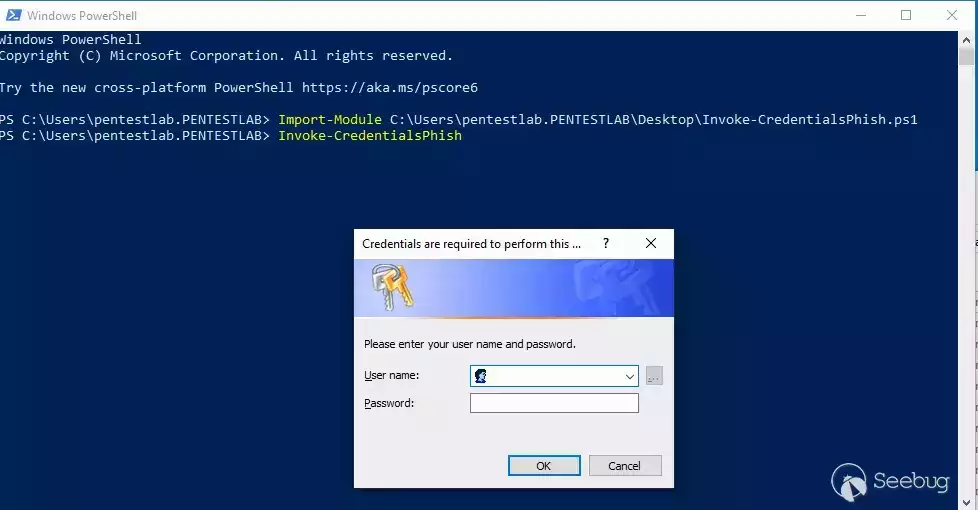 Windows PowerShell
Windows PowerShell
Copyright (C) Microsoft Corporation. All rights reserved.
Try the new cross-platform PowerShell https://aka.ms/pscore6
PS C:\Users\pentestlab.PENTESTLAB> Import-Module C:\Users\pentestlab.PENTESTLAB\Desktop\Invoke-CredentialsPhish.ps1
PS C:\Users\pentestlab.PENTESTLAB> Invoke-CredentialsPhish
Credentials are required to perform this ... ?
Please enter your user name and password.
User name:
...
Password:
OK Cancel
Seebug